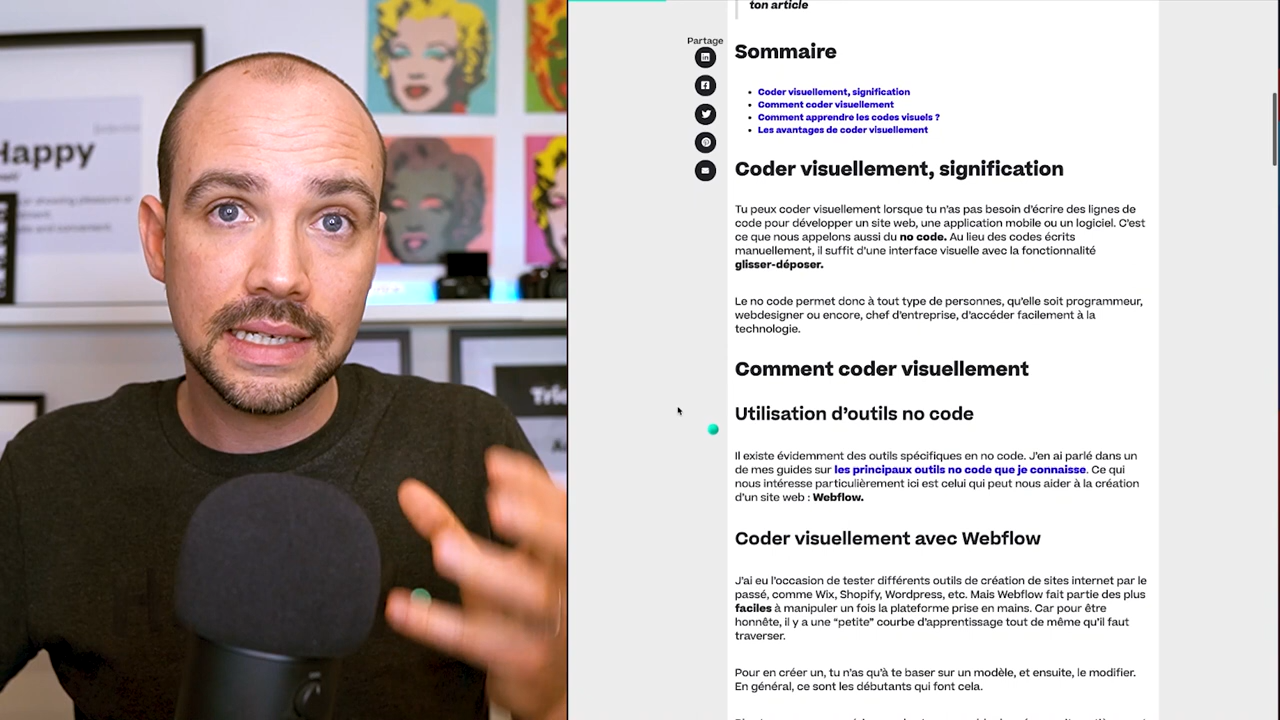 Happy
ton article
Partage
Sommaire
Coder visuellement, signification
Comment coder visuellement
Comment apprendre les codes visuels ?
Les avantages de coder visuellement
Coder visuellement, signification
Tu peux coder visuellement lorsque tu n'as pas besoin d'écrire des lignes de
code pour développer un site web, une application mobile ou un logiciel. C'est
ce que nous appelons aussi du no code. Au lieu des codes écrits
manuellement, il suffit d'une interface visuelle avec la fonctionnalité
glisser-déposer.
Le no code permet donc à tout type de personnes, qu'elle soit programmeur,
webdesigner ou encore, chef d'entreprise, d'accéder facilement à la
technologie.
Comment coder visuellement
Utilisation d'outils no code
Il existe évidemment des outils spécifiques en no code. J'en ai parlé dans un
de mes guides sur les principaux outils no code que je connaisse. Ce qui
nous intéresse particulièrement ici est celui qui peut nous aider à la création
d'un site web : Webflow.
Coder visuellement avec Webflow
J'ai eu l'occasion de tester différents outils de création de sites internet par le
passé, comme Wix, Shopify, Wordpress, etc. Mais Webflow fait partie des plus
faciles à manipuler un fois la plateforme prise en mains. Car pour être
honnête, il y a une “petite” courbe d'apprentissage tout de même qu'il faut
traverser.
Pour en créer un, tu n'as qu'à te baser sur un modèle, et ensuite, le modifier.
En général, ce sont les débutants qui font cela.